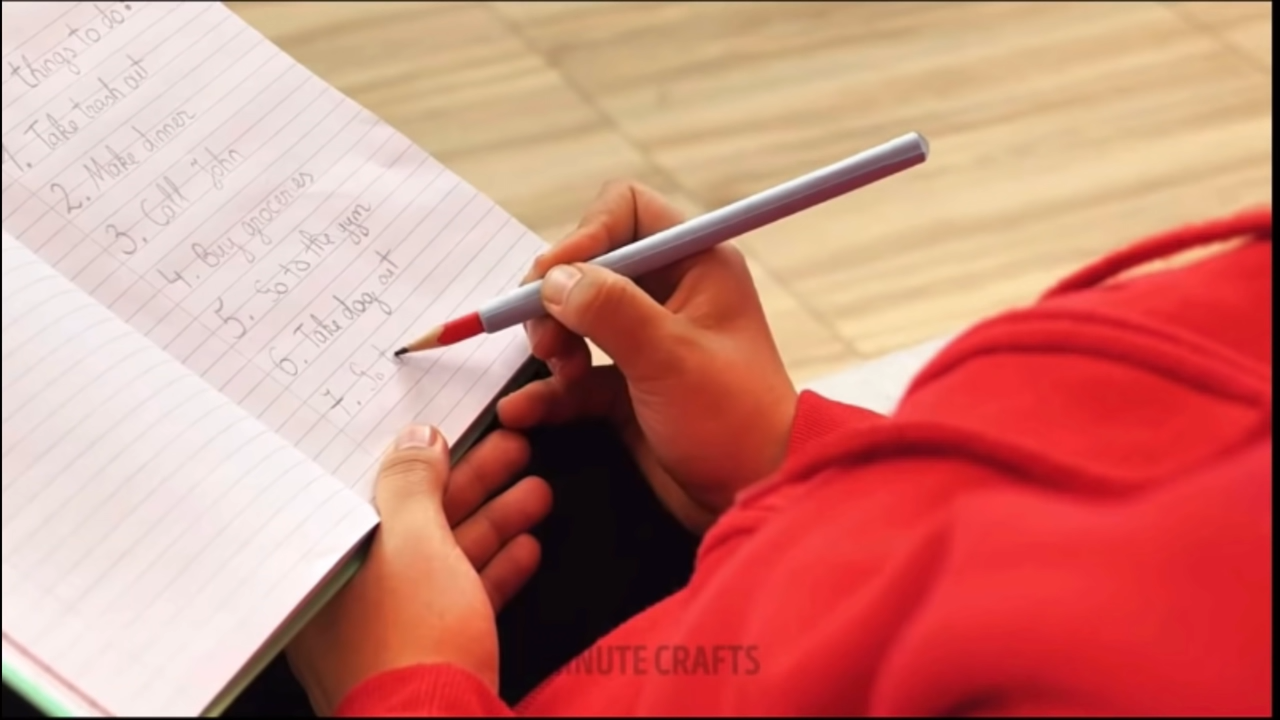 things to do:
1. Take trash out
2. Make dinner
3. Call John
4. Buy groceries
5. Go to the gym
6. Take dog out
7. Go
MINUTE CRAFTS